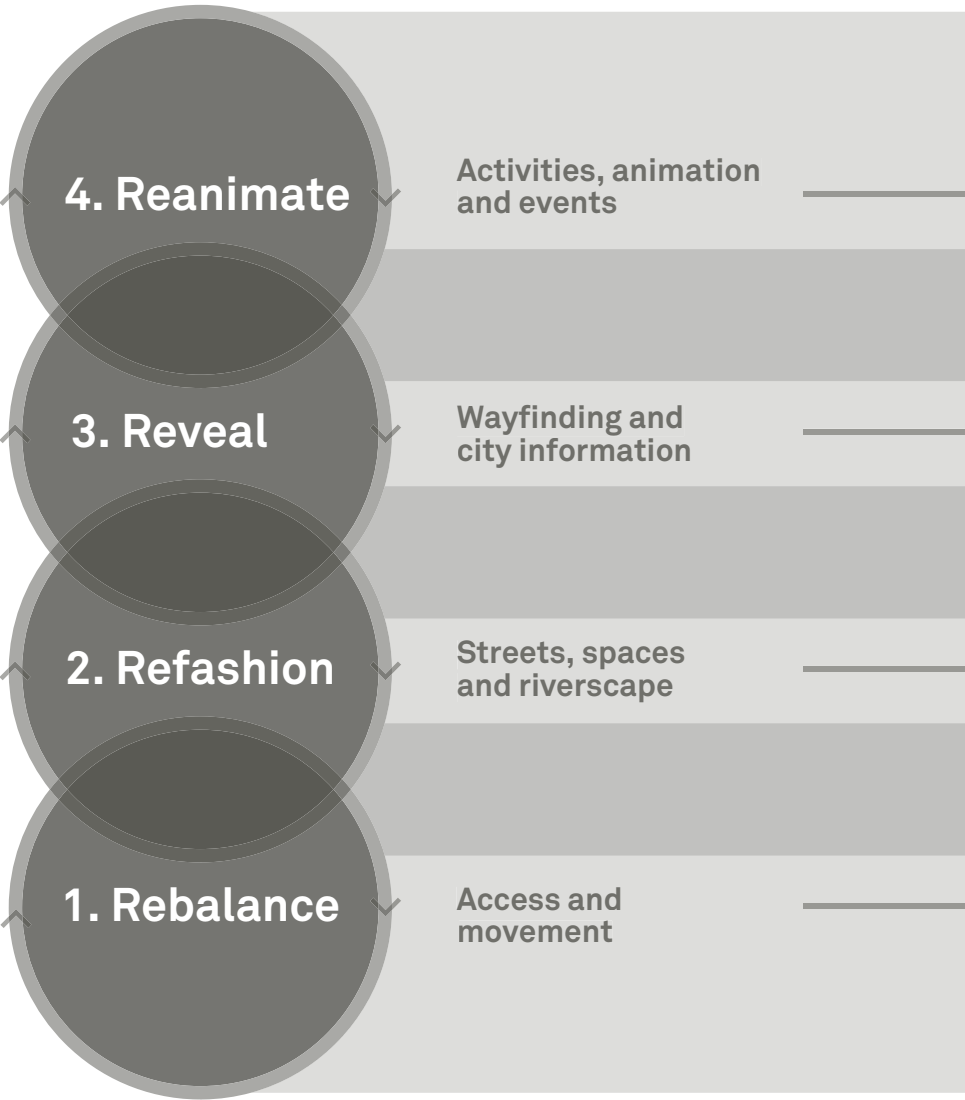 4. Reanimate
Activities, animation
and events
3. Reveal
Wayfinding and
city information
2. Refashion
Streets, spaces
and riverscape
1. Rebalance
Access and
movement